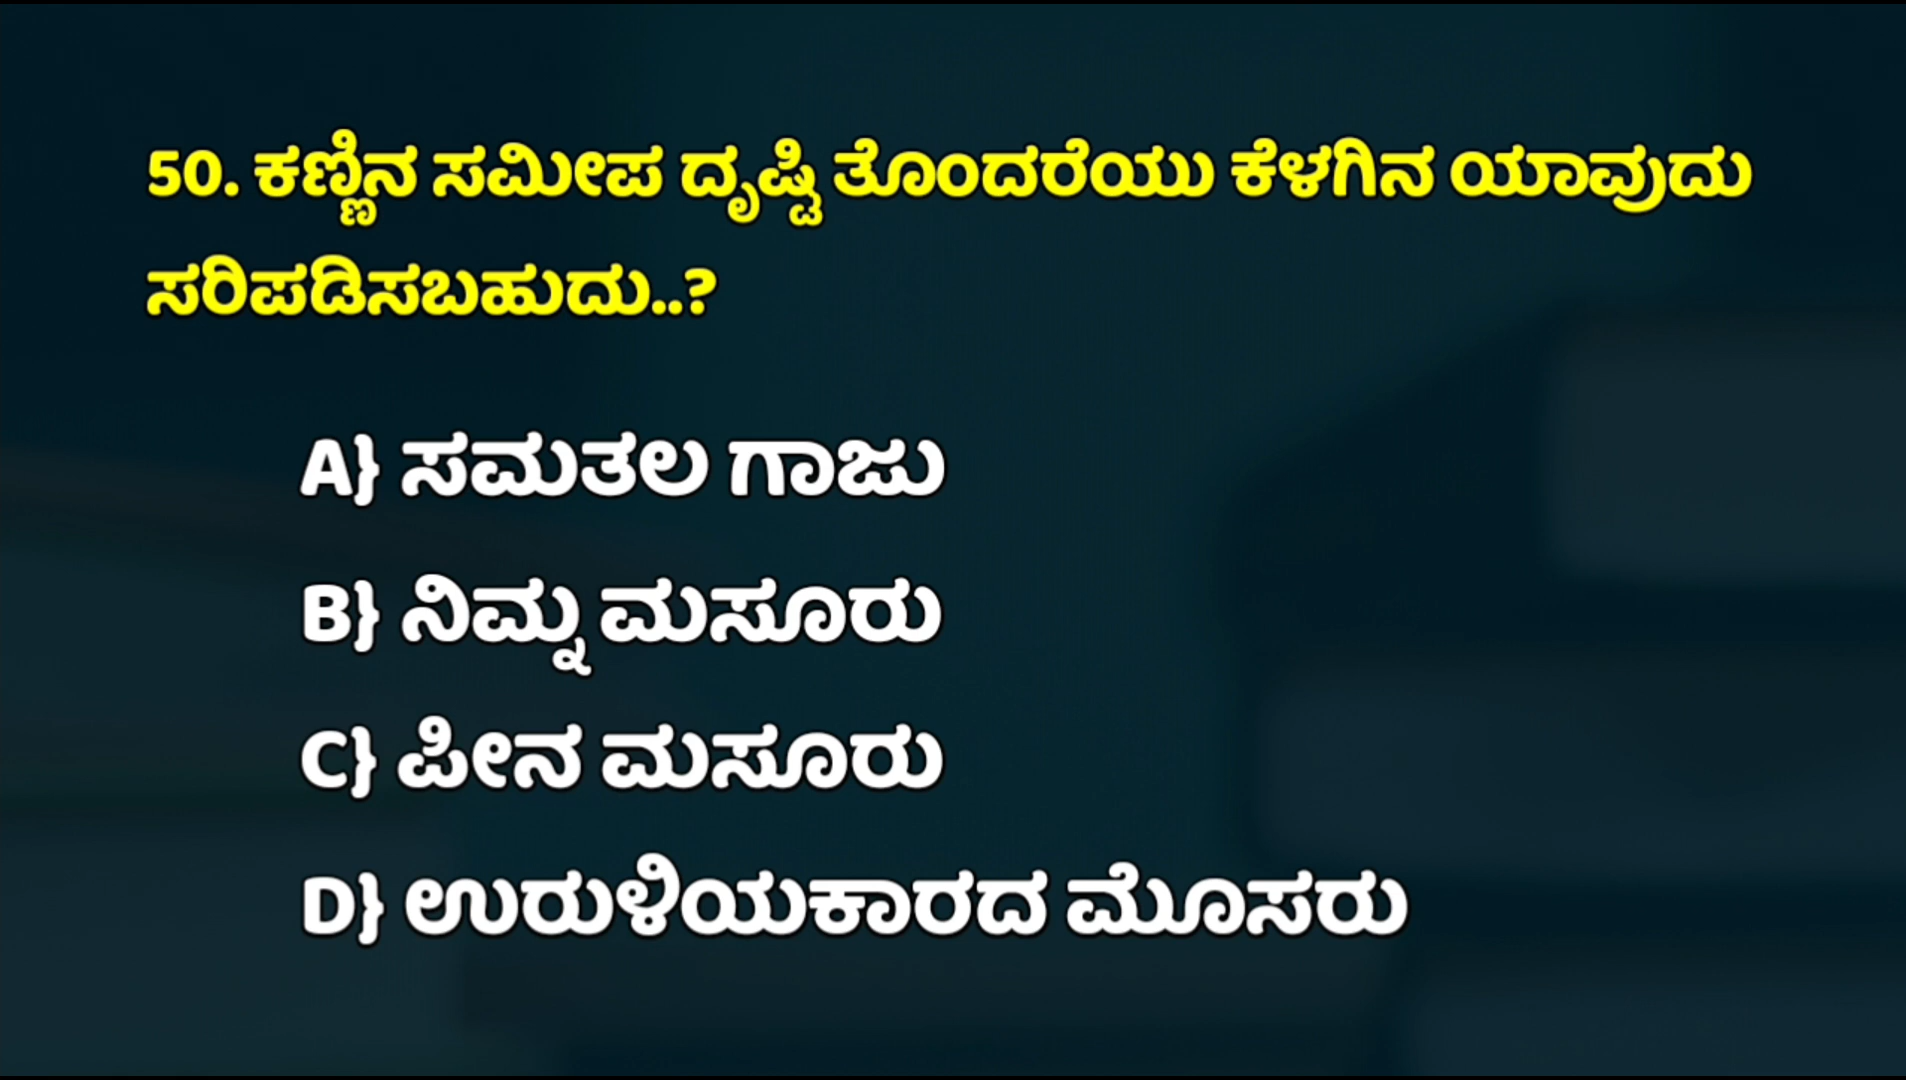 50. ಕಣ್ಣಿನ ಸಮೀಪ ದೃಷ್ಟಿ ತೊಂದರೆಯು ಕೆಳಗಿನ ಯಾವುದು
ಸರಿಪಡಿಸಬಹುದು..?
A} ಸಮತಲ ಗಾಜು
B} ನಿಮ್ನ ಮಸೂರು
C} ಪೀನ ಮಸೂರು
D} ಉರುಳಿಯಕಾರದ ಮೊಸರು